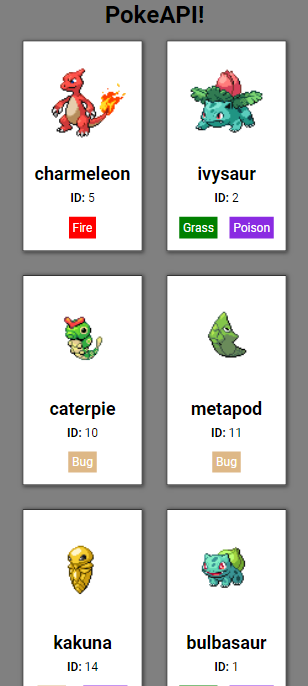 PokeAPI!
charmeleon
ID: 5
Fire
ivysaur
ID: 2
Grass Poison
caterpie
ID: 10
Bug
metapod
ID: 11
Bug
kakuna
ID: 14
bulbasaur
ID: 1